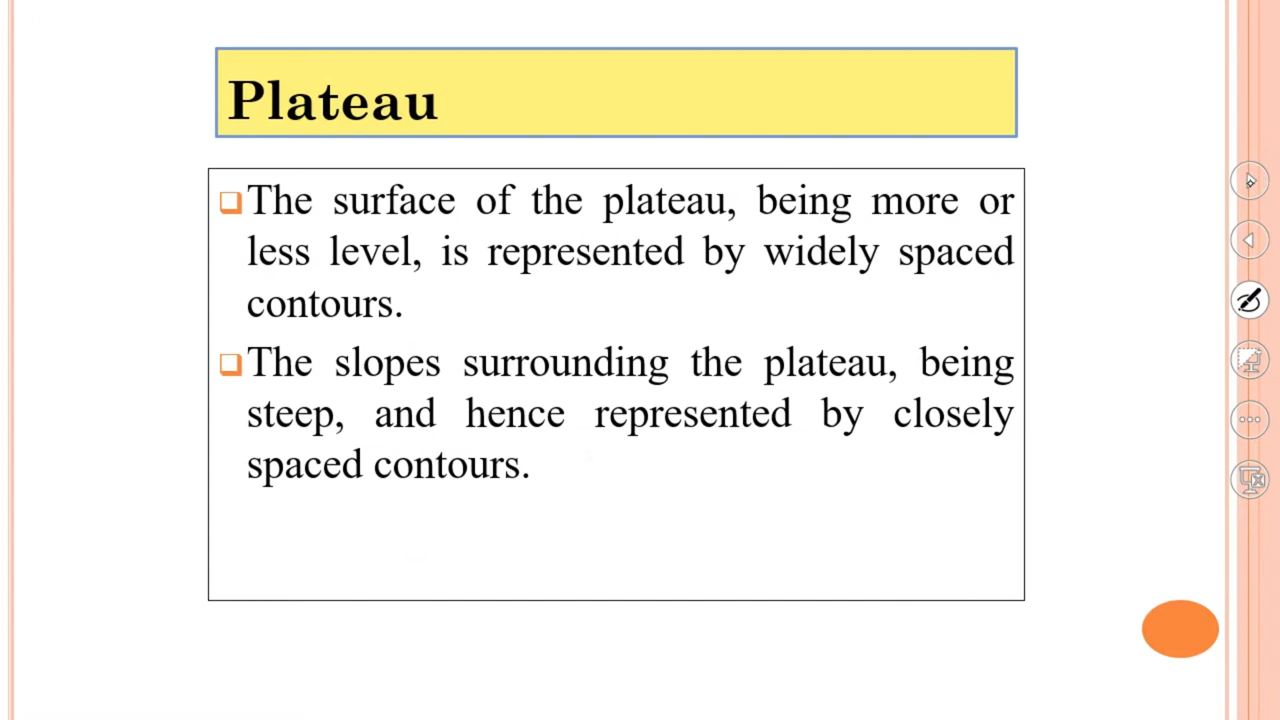 Plateau
The surface of the plateau, being more or
less level, is represented by widely spaced
contours.
The slopes surrounding the plateau, being
steep, and hence represented by closely
spaced contours.